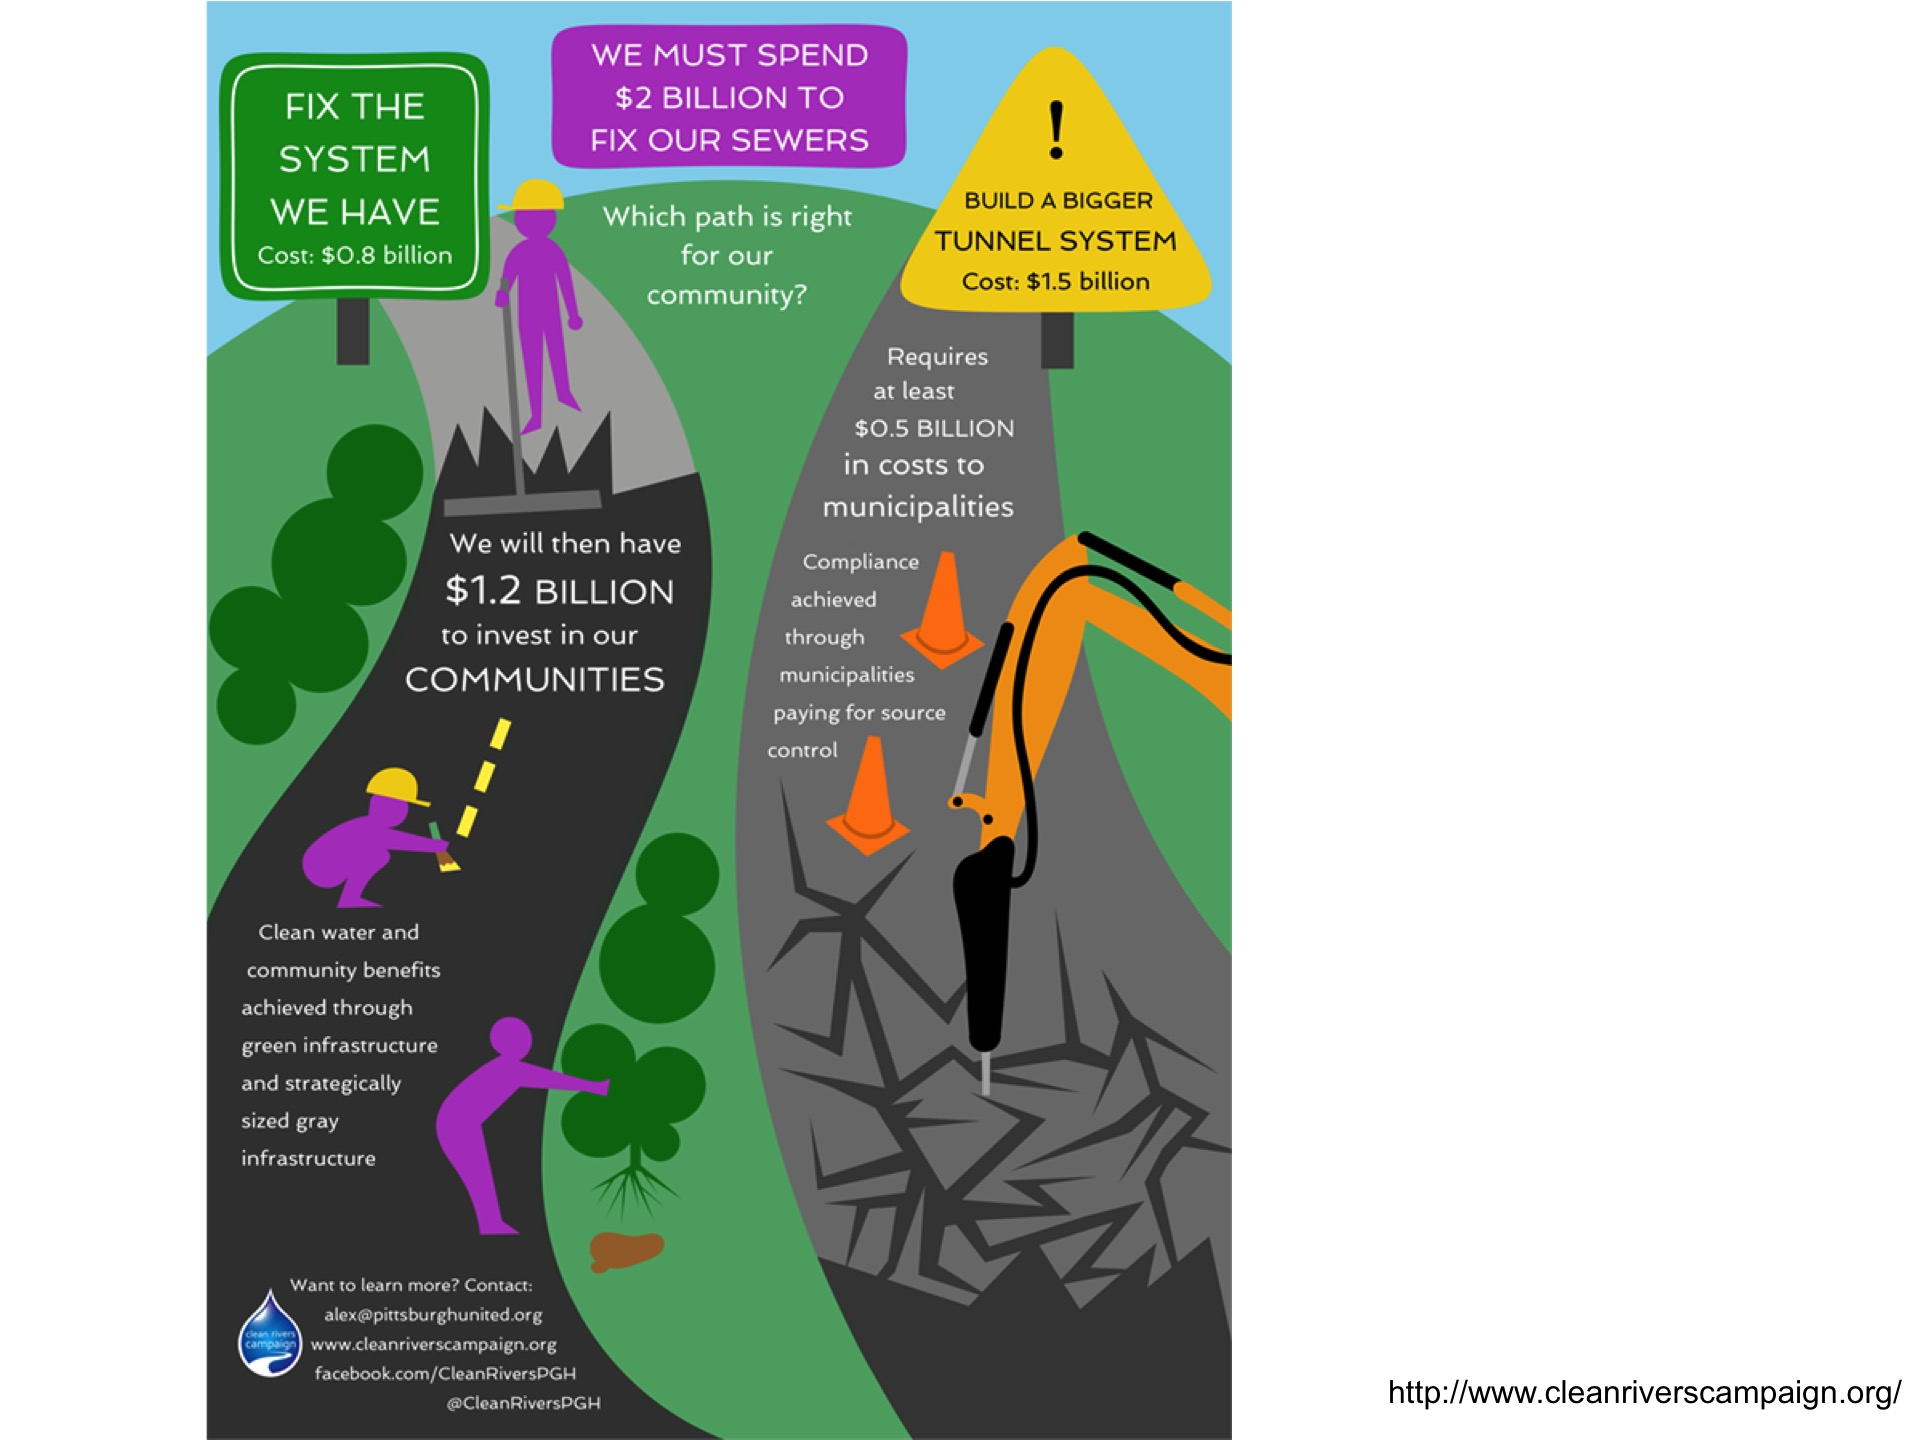 WE MUST SPEND
$2 BILLION TO
FIX OUR SEWERS
Which path is right
for our
community?
FIX THE
SYSTEM
WE HAVE
Cost: $0.8 billion
We will then have
$1.2 BILLION
to invest in our
COMMUNITIES
Clean water and
community benefits
achieved through
green infrastructure
and strategically
sized gray
infrastructure
!
BUILD A BIGGER
TUNNEL SYSTEM
Cost: $1.5 billion
Requires
at least
$0.5 BILLION
in costs to
municipalities
Compliance
achieved
through
municipalities
paying for source
control
Want to learn more? Contact:
alex@pittsburghunited.org
www.cleanriverscampaign.org
facebook.com/CleanRiversPGH
@CleanRiversPGH
clean rivers
campaign
http://www.cleanriverscampaign.org/